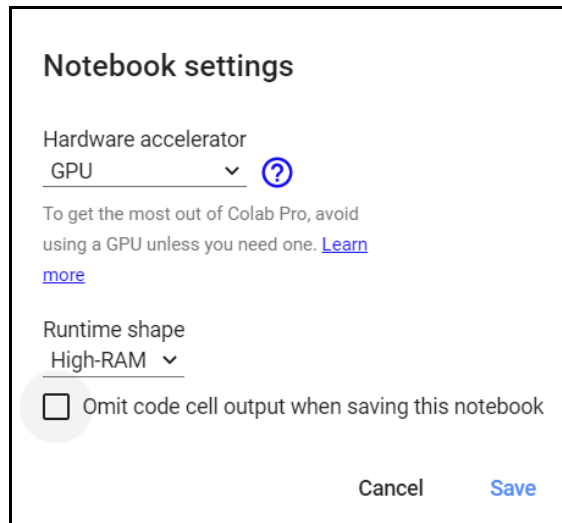 Notebook settings
Hardware accelerator
GPU
To get the most out of Colab Pro, avoid
using a GPU unless you need one. Learn
more
Runtime shape
High-RAM
Omit code cell output when saving this notebook
Cancel Save